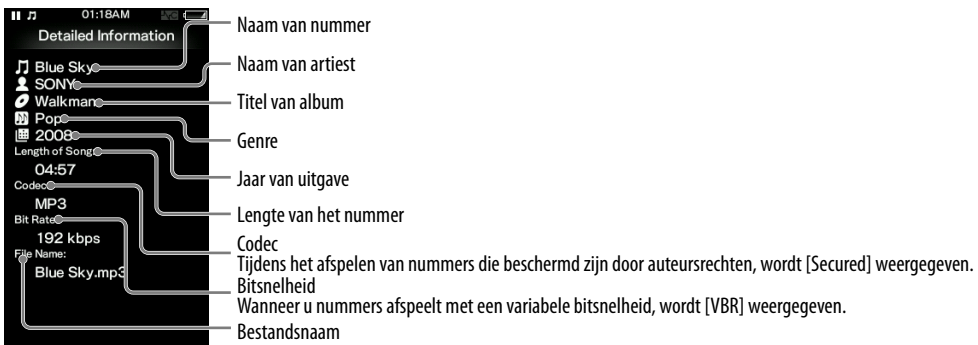 01:18AM
Detailed Information
Blue Sky
SONY
Walkman
Pop
2008
Length of Song:
04:57
Codec
MP3
Bit Rate
192 kbps
File Name:
Blue Sky.mp3
Naam van nummer
Naam van artiest
Titel van album
Genre
Jaar van uitgave
Lengte van het nummer
Codec
Tijdens het afspelen van nummers die beschermd zijn door auteursrechten, wordt [Secured] weergegeven.
Bitsnelheid
Wanneer u nummers afspeelt met een variabele bitsnelheid, wordt [VBR] weergegeven.
Bestandsnaam